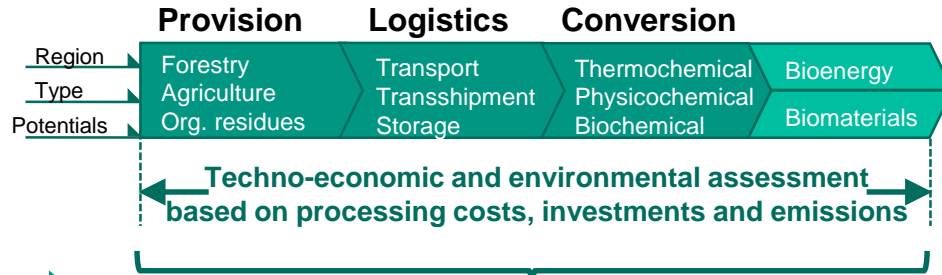 Provision Logistics Conversion
Region
Type
Potentials
Forestry
Agriculture
Org. residues
Transport
Transshipment
Storage
Thermochemical
Physicochemical
Biochemical
Bioenergy
Biomaterials
Techno-economic and environmental assessment
based on processing costs, investments and emissions